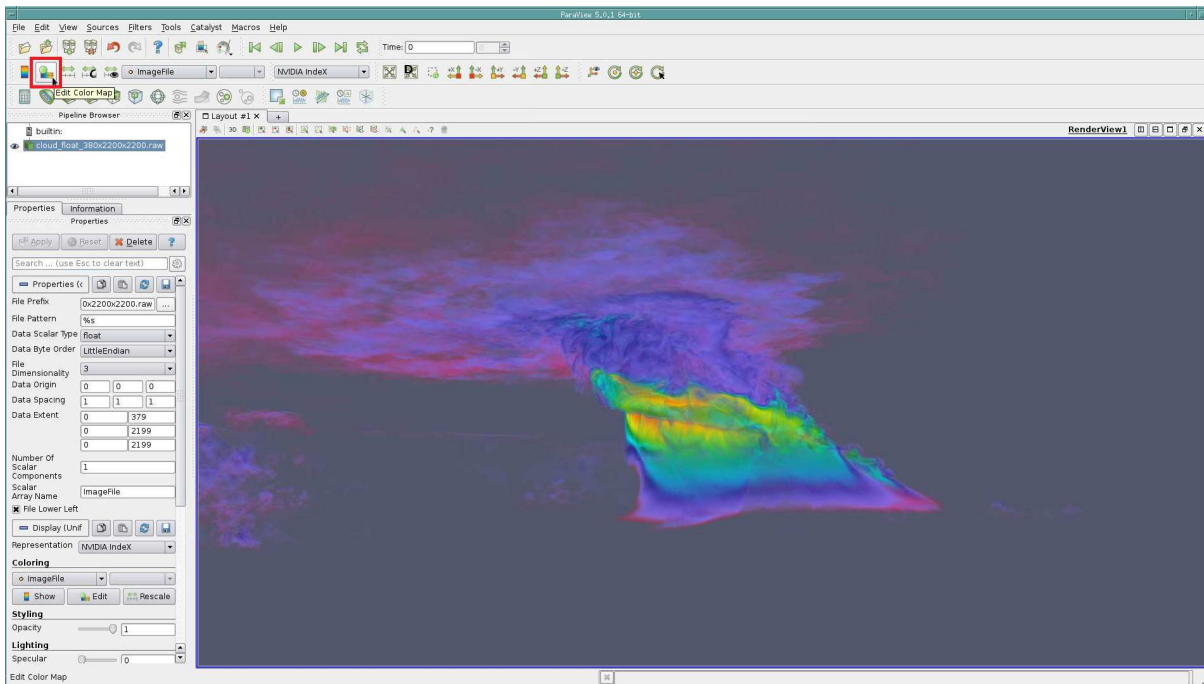 ParaView 5.0.1 64-bit
File Edit View Sources Filters Tools Catalyst Macros Help
Time: 0
ImageFile NVIDIA IndeX
Edit Color Map
Pipeline Browser
Layout #1
builtin:
3D
RenderView1
cloud_float_380x2200x2200.raw
Properties Information
Properties
Apply Reset Delete ?
Search ... (use Esc to clear text)
Properties (c
File Prefix 0x2200x2200.raw ...
File Pattern %s
Data Scalar Type float
Data Byte Order LittleEndian
File
Dimensionality 3
Data Origin 0 0 0
Data Spacing 1 1 1
Data Extent 0 379
0 2199
0 2199
Number Of
Scalar
Components 1
Scalar
Array Name ImageFile
File Lower Left
Display (Unif
Representation NVIDIA IndeX
Coloring
ImageFile
Show Edit Rescale
Styling
Opacity 1
Lighting
Specular 0
Edit Color Map